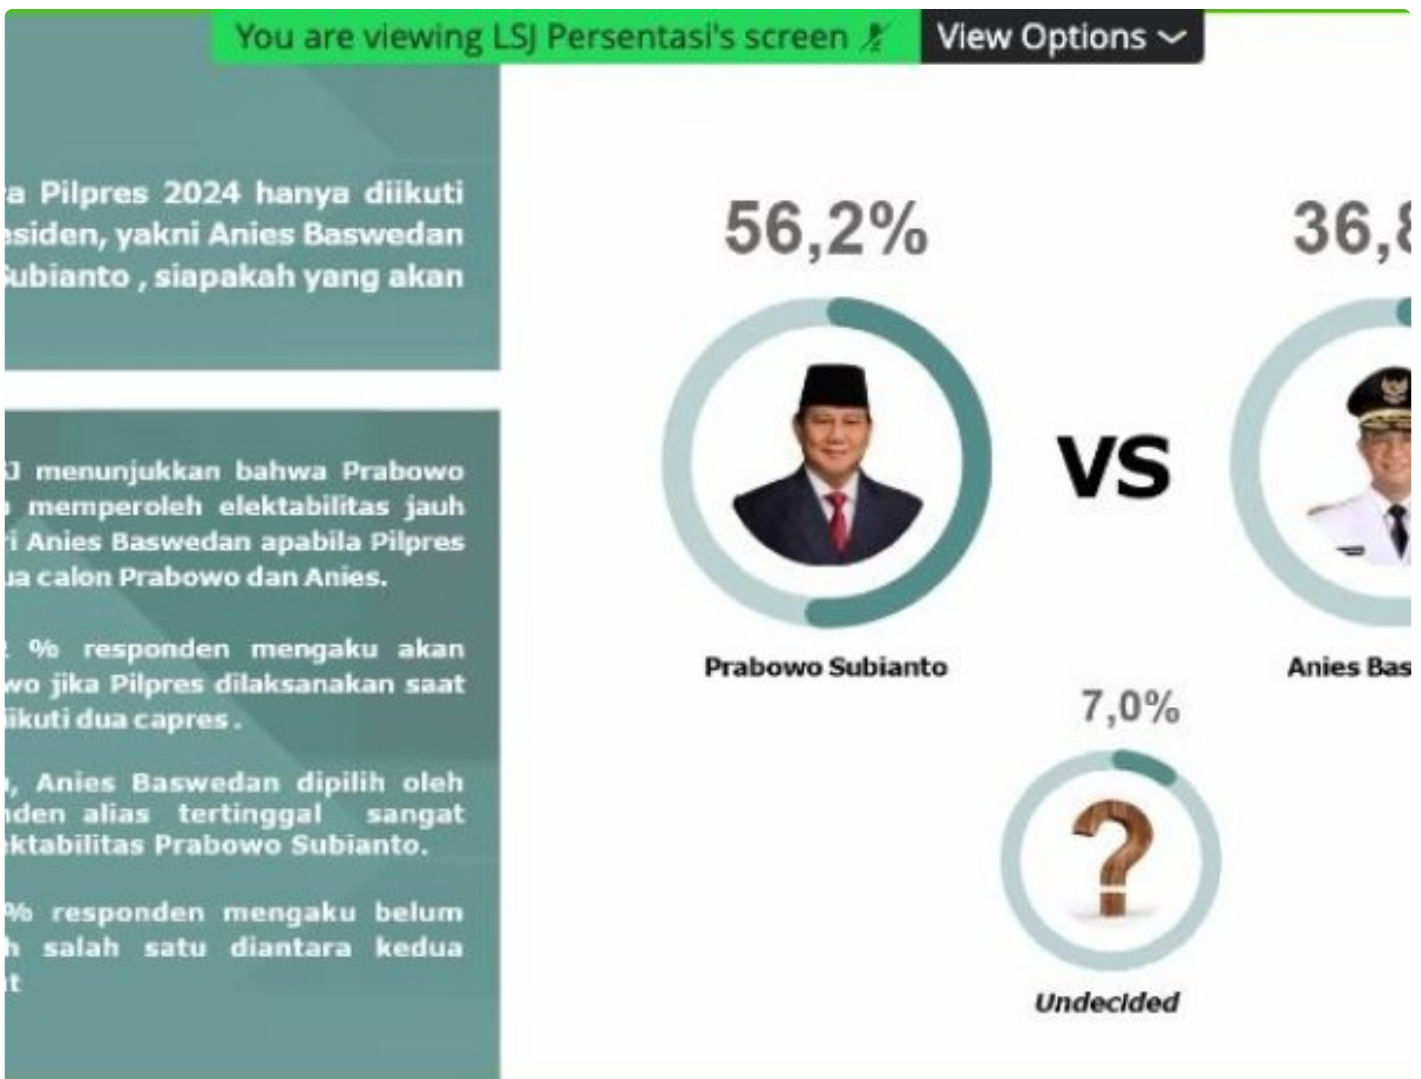 You are viewing LSJ Persentasi's screen
View Options
a Pilpres 2024 hanya diikuti
siden, yakni Anies Baswedan
Subianto , siapakah yang akan
menunjukkan bahwa Prabowo
memperoleh elektabilitas jauh
ri Anies Baswedan apabila Pilpres
ua calon Prabowo dan Anies.
% responden mengaku akan
wo jika Pilpres dilaksanakan saat
iikuti dua capres .
, Anies Baswedan dipilih oleh
nden alias tertinggal sangat
ektabilitas Prabowo Subianto.
% responden mengaku belum
h salah satu diantara kedua
t
56,2%
Prabowo Subianto
VS
36,8
Anies Bas
7,0%
?
Undecided